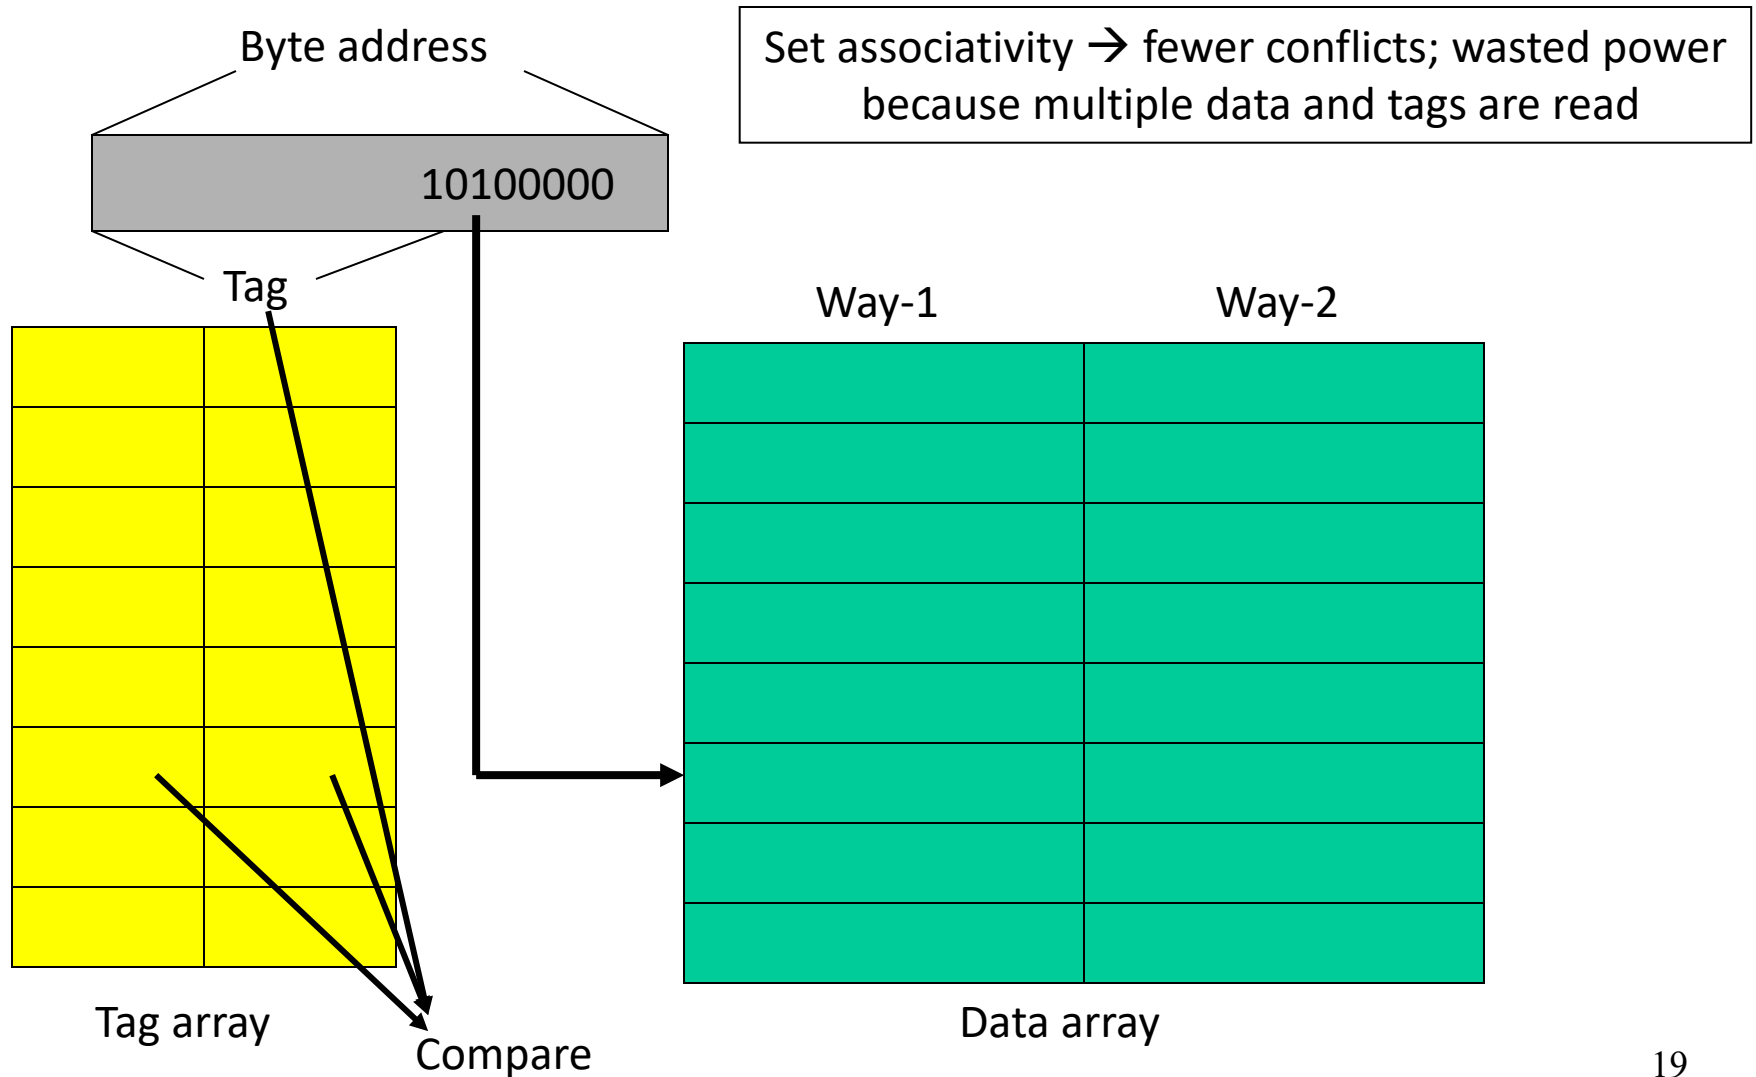 Byte address
Set associativity → fewer conflicts; wasted power
because multiple data and tags are read
10100000
Tag
Way-1
Way-2
Tag array
Data array
Compare
19